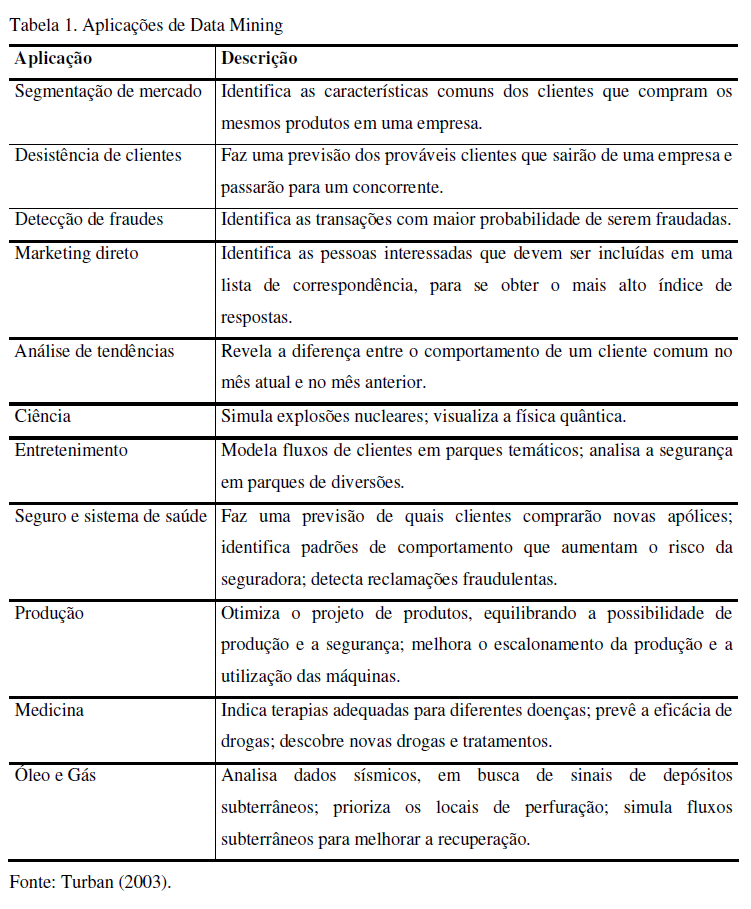 Tabela 1. Aplicações de Data Mining
Aplicação Descrição
Segmentação de mercado Identifica as características comuns dos clientes que compram os
mesmos produtos em uma empresa.
Desistência de clientes Faz uma previsão dos prováveis clientes que sairão de uma empresa e
passarão para um concorrente.
Detecção de fraudes Identifica as transações com maior probabilidade de serem fraudadas.
Marketing direto Identifica as pessoas interessadas que devem ser incluídas em uma
lista de correspondência, para se obter o mais alto índice de
respostas.
Análise de tendências Revela a diferença entre o comportamento de um cliente comum no
mês atual e no mês anterior.
Ciência Simula explosões nucleares; visualiza a física quântica.
Entretenimento Modela fluxos de clientes em parques temáticos; analisa a segurança
em parques de diversões.
Seguro e sistema de saúde Faz uma previsão de quais clientes comprarão novas apólices;
identifica padrões de comportamento que aumentam o risco da
seguradora; detecta reclamações fraudulentas.
Produção Otimiza o projeto de produtos, equilibrando a possibilidade de
produção e a segurança; melhora o escalonamento da produção e a
utilização das máquinas.
Medicina Indica terapias adequadas para diferentes doenças; prevê a eficácia de
drogas; descobre novas drogas e tratamentos.
Óleo e Gás Analisa dados sísmicos, em busca de sinais de depósitos
subterrâneos; prioriza os locais de perfuração; simula fluxos
subterrâneos para melhorar a recuperação.
Fonte: Turban (2003).